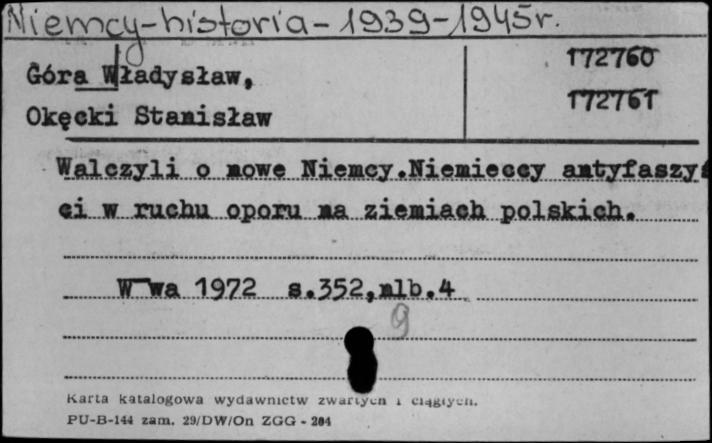 Niemcy-historia-1939-1945r.
Góra Władysław,
172760
Okęcki Stanisław
172761
Walczyli o nowe Niemcy.Niemieccy antyfaszyś
ci w ruchu oporu na ziemiach polskich.
W-wa 1972 s.352,nlb.4
9
Karta katalogowa wydawnictw zwartych i ciągłych.
PU-B-144 zam. 29/DW/On ZGG - 204